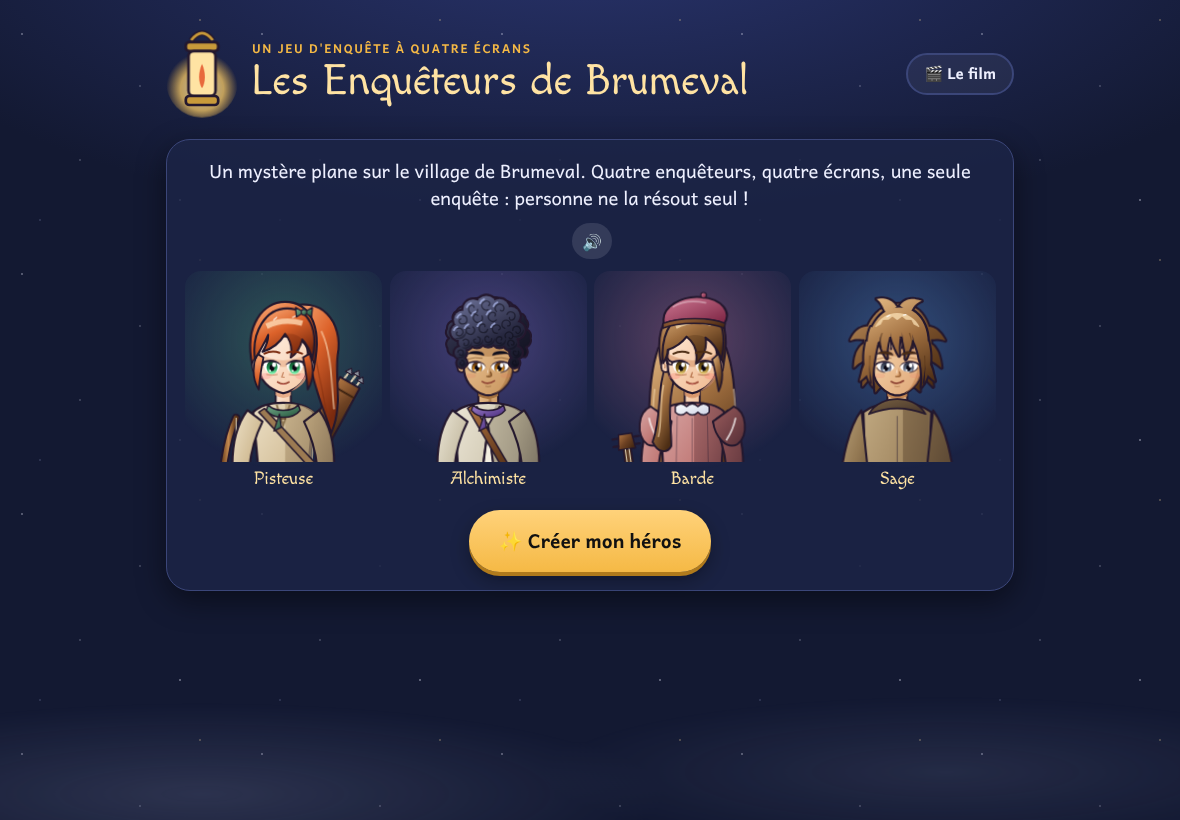 UN JEU D'ENQUÊTE À QUATRE ÉCRANS
Les Enquêteurs de Brumeval
🎬 Le film
Un mystère plane sur le village de Brumeval. Quatre enquêteurs, quatre écrans, une seule
enquête : personne ne la résout seul !
Pisteuse
Alchimiste
Barde
Sage
✨ Créer mon héros